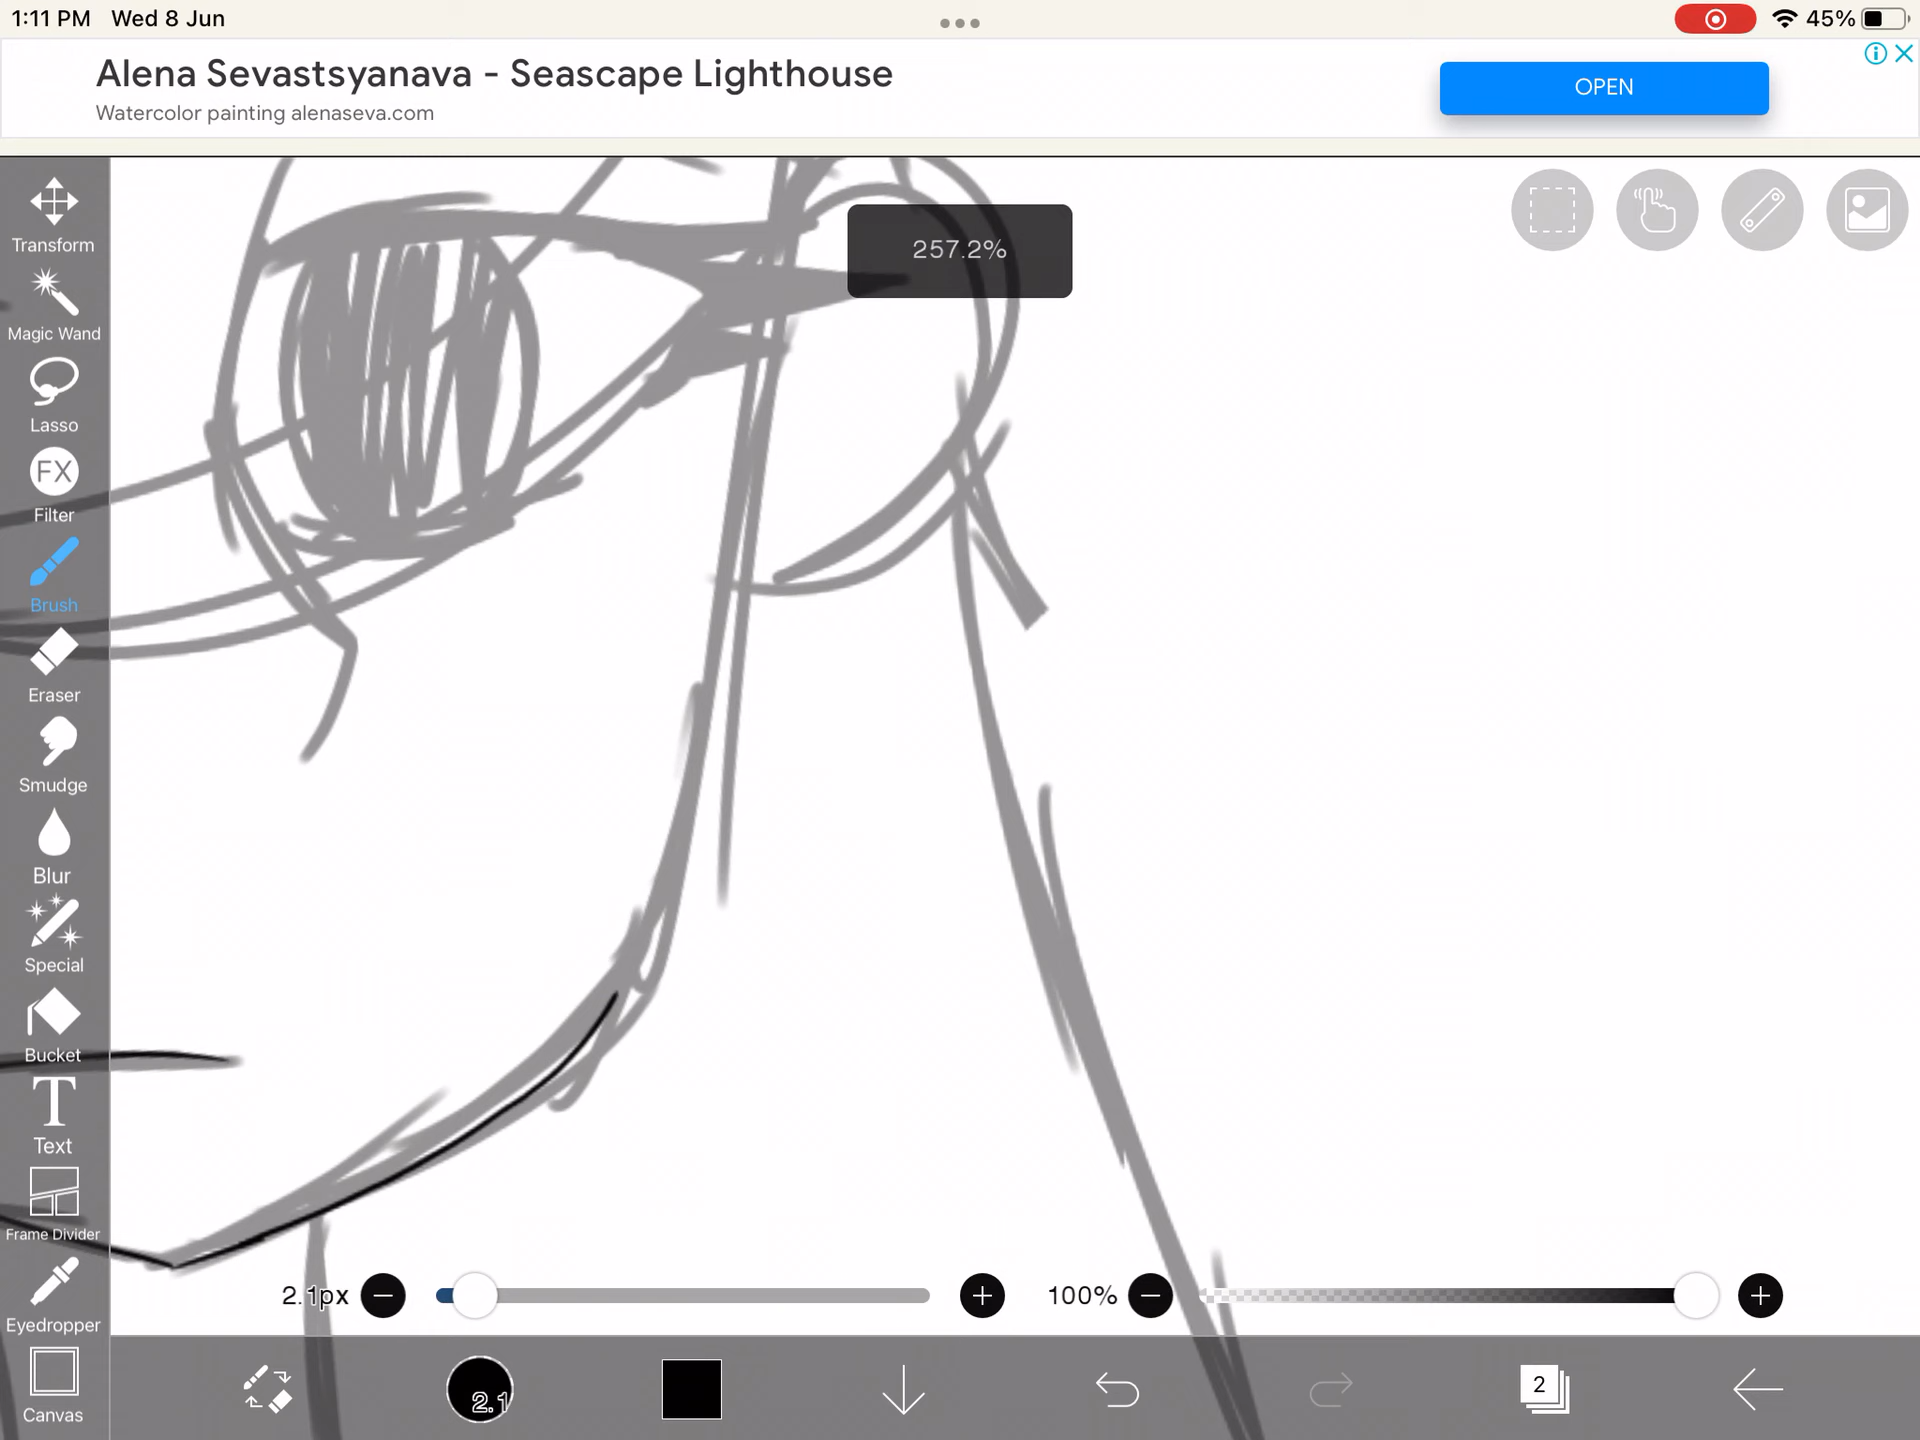 1:11 PM Wed 8 Jun
45%
Alena Sevastsyanava - Seascape Lighthouse
Watercolor painting alenaseva.com
OPEN
257.2%
Transform
Magic Wand
Lasso
FX
Filter
Brush
Eraser
Smudge
Blur
Special
Bucket
T
Text
Frame Divider
Eyedropper
Canvas
2.1px
100%
2.1
2